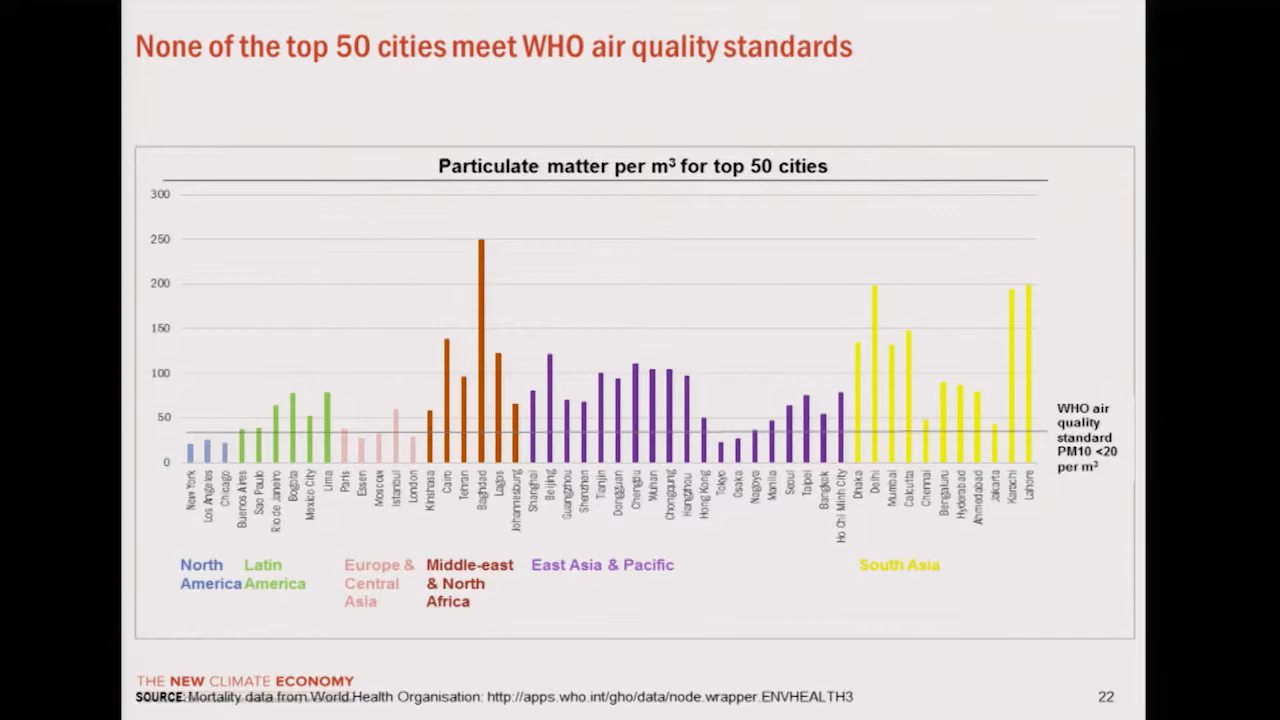 None of the top 50 cities meet WHO air quality standards
Particulate matter per m³ for top 50 cities
300
250
200
150
100
50
0
WHO air
quality
standard
PM10 <20
per m³
New York
Los Angeles
Chicago
Buenos Aires
Sao Paulo
Rio de Janeiro
Bogata
Mexico City
Lima
Paris
Essen
Moscow
Istanbul
London
Kinshasa
Cairo
Tehran
Baghdad
Lagos
Johannesburg
Shanghai
Beijing
Guangzhou
Shenzhen
Tianjin
Dongguan
Chengdu
Wuhan
Chongqung
Hangzhou
Hong Kong
Tokyo
Osaka
Nagoya
Manila
Seoul
Taipei
Bangkok
Ho Chi Minh City
Dhaka
Delhi
Mumbai
Calcutta
Chennai
Bengaluru
Hyderabad
Ahmedabad
Jakarta
Karachi
Lahore
North
America
Latin
America
Europe &
Central
Asia
Middle-east
& North
Africa
East Asia & Pacific
South Asia
THE NEW CLIMATE ECONOMY
SOURCE: Mortality data from World Health Organisation: http://apps.who.int/gho/data/node.wrapper.ENVHEALTH3
22